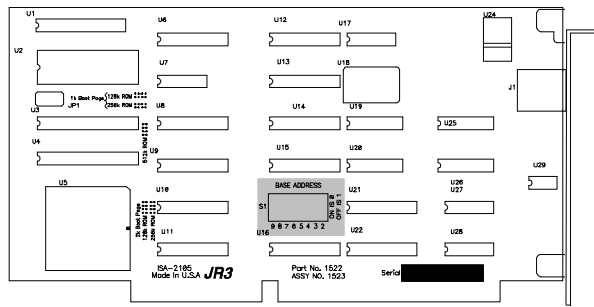 U1
U6
U12
U17
U24
U2
U7
U13
U18
J1
1k Boot Page
128k ROM
256k ROM
JP1
U3
U8
U14
U19
U25
512k ROM
U4
U9
U15
U20
U29
U5
U10
BASE ADDRESS
U21
U26
U27
S1
ON IS 0
OFF IS 1
2k Boot Page
128k ROM
256k ROM
9 8 7 6 5 4 3 2
U11
U16
U22
U28
ISA-2105
Made In U.S.A
JR3
Part No. 1522
ASSY NO. 1523
Serial